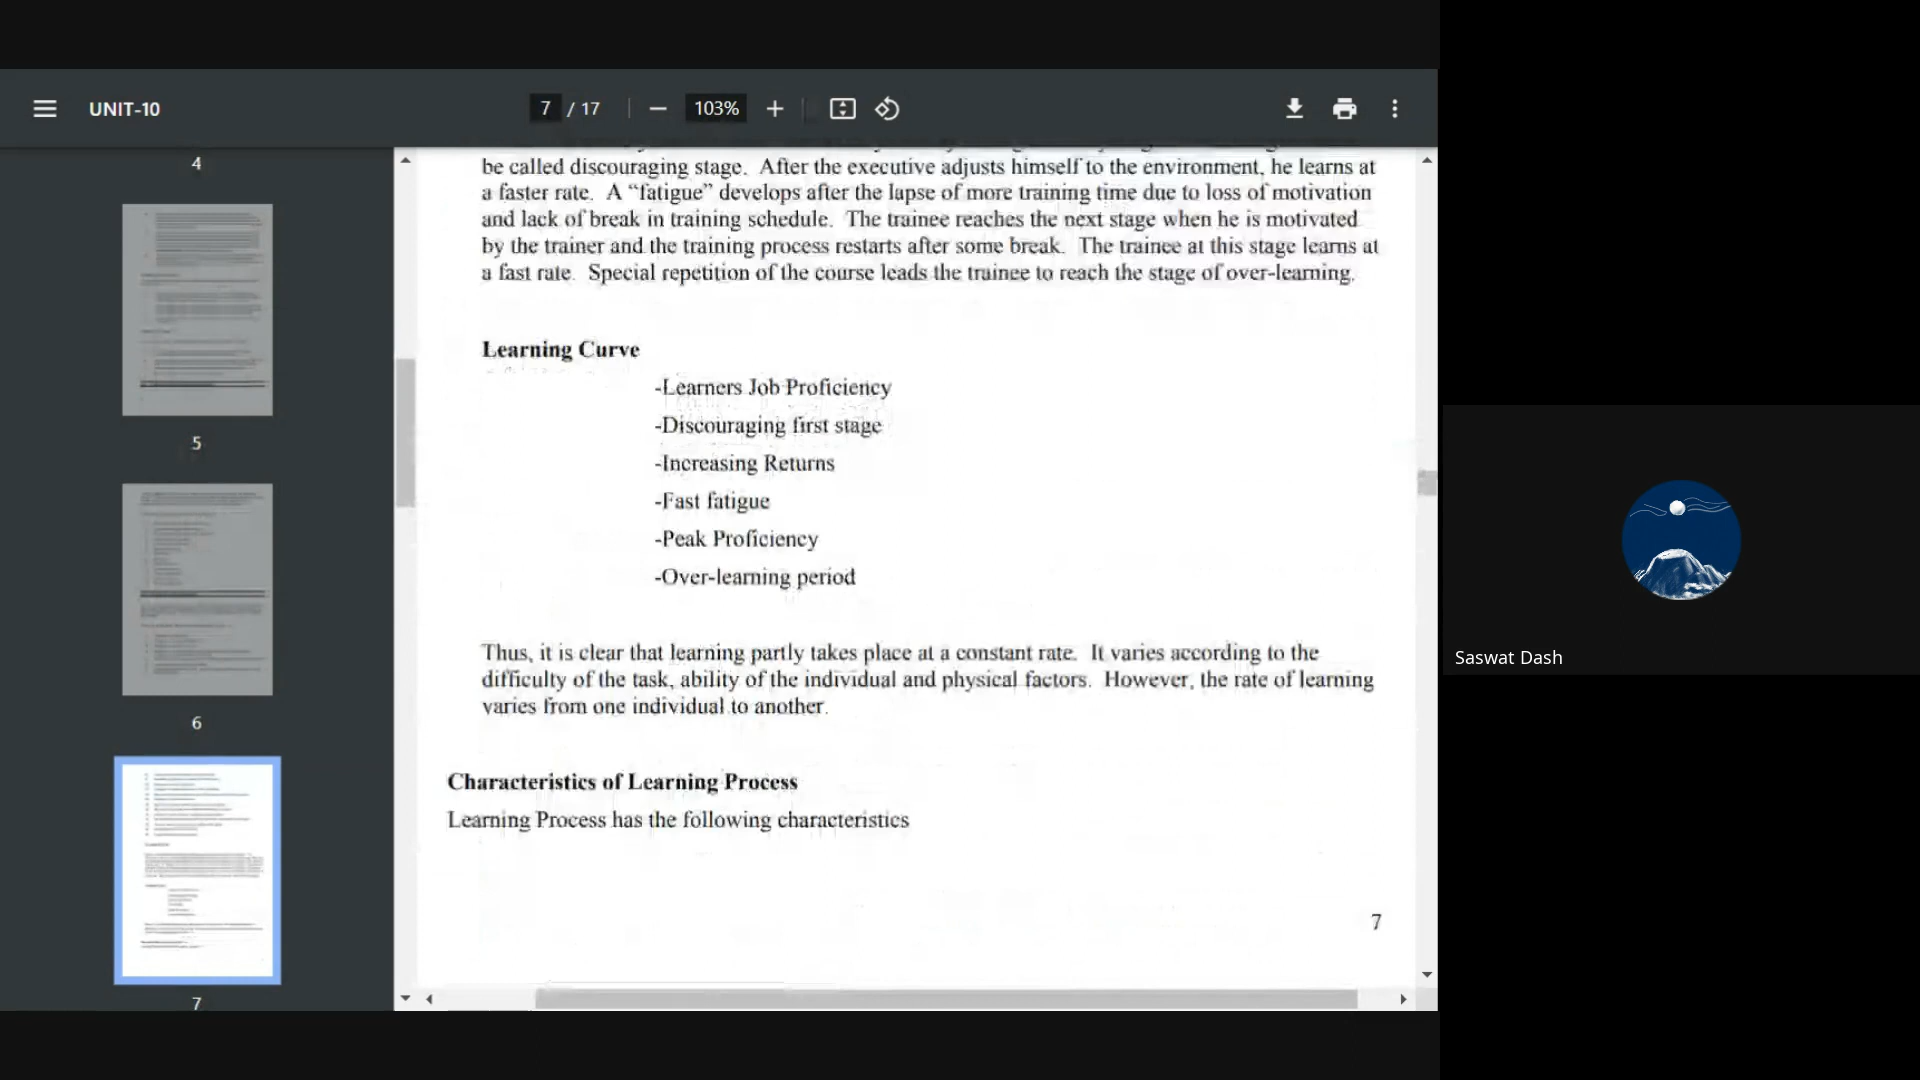 UNIT-10
7 / 17
103%
4
5
6
7
be called discouraging stage. After the executive adjusts himself to the environment, he learns at
a faster rate. A “fatigue” develops after the lapse of more training time due to loss of motivation
and lack of break in training schedule. The trainee reaches the next stage when he is motivated
by the trainer and the training process restarts after some break. The trainee at this stage learns at
a fast rate. Special repetition of the course leads the trainee to reach the stage of over-learning.
Learning Curve
-Learners Job Proficiency
-Discouraging first stage
-Increasing Returns
-Fast fatigue
-Peak Proficiency
-Over-learning period
Thus, it is clear that learning partly takes place at a constant rate. It varies according to the
difficulty of the task, ability of the individual and physical factors. However, the rate of learning
varies from one individual to another.
Characteristics of Learning Process
Learning Process has the following characteristics
7
Saswat Dash